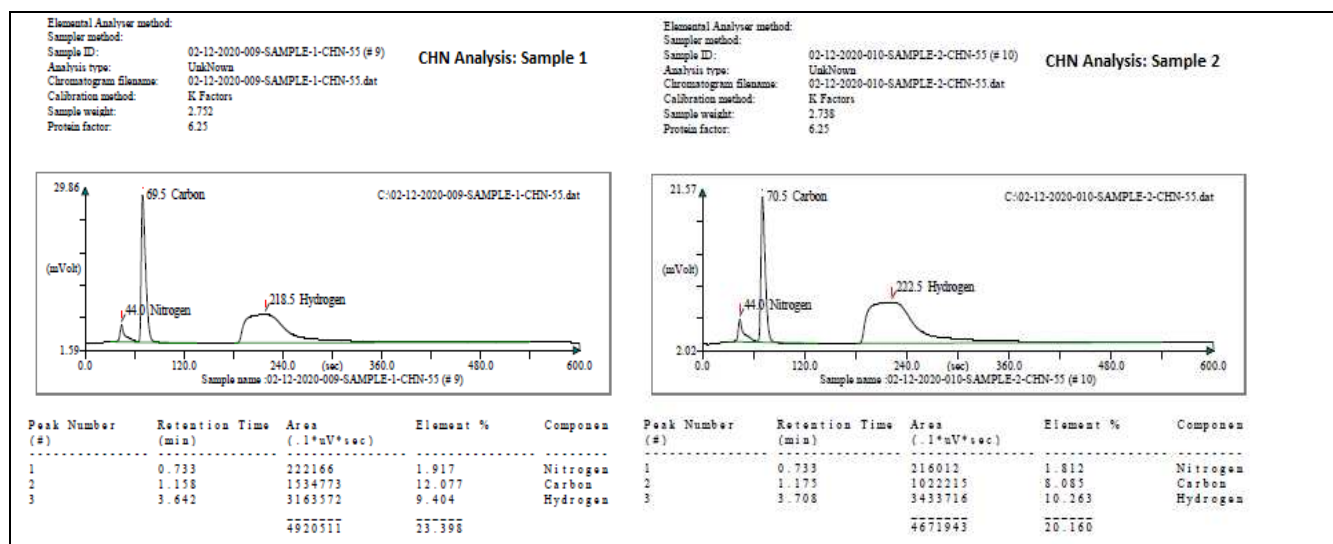 Elemental Analyser method:
Sampler method:
Sample ID: 02-12-2020-009-SAMPLE-1-CHN-55 (# 9)
Analysis type: UnkNown
Chromatogram filename: 02-12-2020-009-SAMPLE-1-CHN-55.dat
Calibration method: K Factors
Sample weight: 2.752
Protein factor: 6.25
CHN Analysis: Sample 1
29.86
69.5 Carbon
C:\02-12-2020-009-SAMPLE-1-CHN-55.dat
(mVolt)
218.5 Hydrogen
44.0 Nitrogen
1.59
0.0 120.0 240.0 (sec) 360.0 480.0 600.0
Sample name :02-12-2020-009-SAMPLE-1-CHN-55 (# 9)
Peak Number Retention Time Area Element % Componen
(#) (min) (.1*uV*sec)
1 0.733 222166 1.917 Nitrogen
2 1.158 1534773 12.077 Carbon
3 3.642 3163572 9.404 Hydrogen
4920511 23.398
Elemental Analyser method:
Sampler method:
Sample ID: 02-12-2020-010-SAMPLE-2-CHN-55 (# 10)
Analysis type: UnkNown
Chromatogram filename: 02-12-2020-010-SAMPLE-2-CHN-55.dat
Calibration method: K Factors
Sample weight: 2.738
Protein factor: 6.25
CHN Analysis: Sample 2
21.57
70.5 Carbon
C:\02-12-2020-010-SAMPLE-2-CHN-55.dat
(mVolt)
222.5 Hydrogen
44.0 Nitrogen
2.02
0.0 120.0 240.0 (sec) 360.0 480.0 600.0
Sample name :02-12-2020-010-SAMPLE-2-CHN-55 (# 10)
Peak Number Retention Time Area Element % Componen
(#) (min) (.1*uV*sec)
1 0.733 216012 1.812 Nitrogen
2 1.175 1022215 8.085 Carbon
3 3.708 3433716 10.263 Hydrogen
4671943 20.160